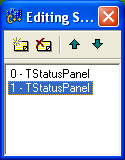 Editing S...
0 - TStatusPanel
1 - TStatusPanel